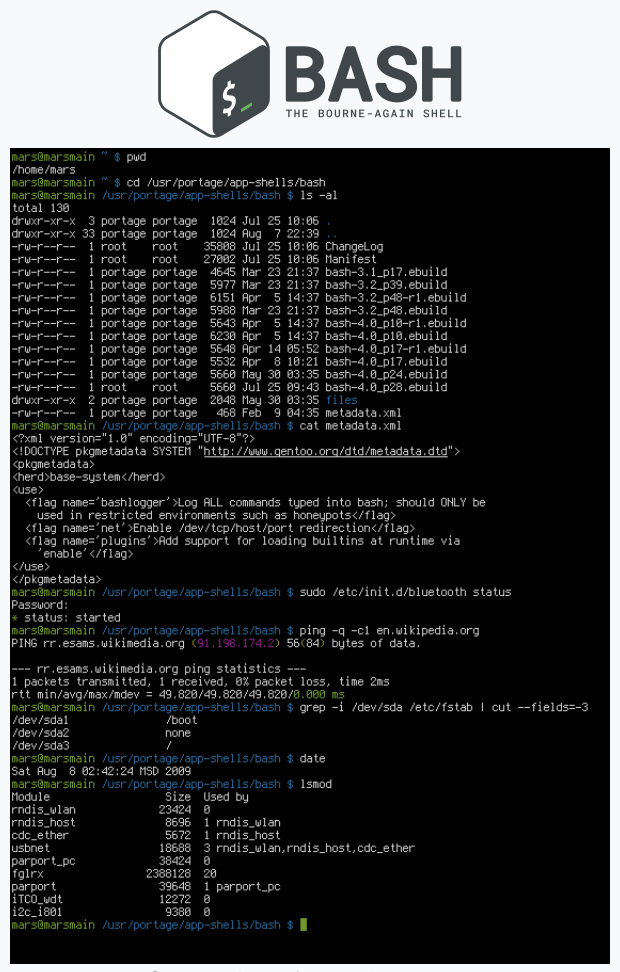 $_
BASH
THE BOURNE-AGAIN SHELL
mars@marsmain ~ $ pwd
/home/mars
mars@marsmain ~ $ cd /usr/portage/app-shells/bash
mars@marsmain /usr/portage/app-shells/bash $ ls -al
total 130
drwxr-xr-x  3 portage portage  1024 Jul 25 10:06 .
drwxr-xr-x 33 portage portage  1024 Aug  7 22:39 ..
-rw-r--r--  1 root    root    35808 Jul 25 10:06 ChangeLog
-rw-r--r--  1 root    root    27002 Jul 25 10:06 Manifest
-rw-r--r--  1 portage portage  4645 Mar 23 21:37 bash-3.1_p17.ebuild
-rw-r--r--  1 portage portage  5977 Mar 23 21:37 bash-3.2_p39.ebuild
-rw-r--r--  1 portage portage  6151 Apr  5 14:37 bash-3.2_p48-r1.ebuild
-rw-r--r--  1 portage portage  5988 Mar 23 21:37 bash-3.2_p48.ebuild
-rw-r--r--  1 portage portage  5643 Apr  5 14:37 bash-4.0_p10-r1.ebuild
-rw-r--r--  1 portage portage  6230 Apr  5 14:37 bash-4.0_p10.ebuild
-rw-r--r--  1 portage portage  5648 Apr 14 05:52 bash-4.0_p17-r1.ebuild
-rw-r--r--  1 portage portage  5532 Apr  8 10:21 bash-4.0_p17.ebuild
-rw-r--r--  1 portage portage  5660 May 30 03:35 bash-4.0_p24.ebuild
-rw-r--r--  1 root    root     5660 Jul 25 09:43 bash-4.0_p28.ebuild
drwxr-xr-x  2 portage portage  2048 May 30 03:35 files
-rw-r--r--  1 portage portage   468 Feb  9 04:35 metadata.xml
mars@marsmain /usr/portage/app-shells/bash $ cat metadata.xml
<?xml version="1.0" encoding="UTF-8"?>
<!DOCTYPE pkgmetadata SYSTEM "http://www.gentoo.org/dtd/metadata.dtd">
<pkgmetadata>
<herd>base-system</herd>
<use>
  <flag name='bashlogger'>Log ALL commands typed into bash; should ONLY be
    used in restricted environments such as honeypots</flag>
  <flag name='net'>Enable /dev/tcp/host/port redirection</flag>
  <flag name='plugins'>Add support for loading builtins at runtime via
    'enable'</flag>
</use>
</pkgmetadata>
mars@marsmain /usr/portage/app-shells/bash $ sudo /etc/init.d/bluetooth status
Password:
* status: started
mars@marsmain /usr/portage/app-shells/bash $ ping -q -c1 en.wikipedia.org
PING rr.esams.wikimedia.org (91.198.174.2) 56(84) bytes of data.
--- rr.esams.wikimedia.org ping statistics ---
1 packets transmitted, 1 received, 0% packet loss, time 2ms
rtt min/avg/max/mdev = 49.820/49.820/49.820/0.000 ms
mars@marsmain /usr/portage/app-shells/bash $ grep -i /dev/sda /etc/fstab | cut --fields=-3
/dev/sda1               /boot
/dev/sda2               none
/dev/sda3               /
mars@marsmain /usr/portage/app-shells/bash $ date
Sat Aug  8 02:42:24 MSD 2009
mars@marsmain /usr/portage/app-shells/bash $ lsmod
Module                  Size  Used by
rndis_wlan             23424  0
rndis_host              8696  1 rndis_wlan
cdc_ether               5672  1 rndis_host
usbnet                 18688  3 rndis_wlan,rndis_host,cdc_ether
parport_pc             38424  0
fglrx                2388128  20
parport                39648  1 parport_pc
iTCO_wdt               12272  0
i2c_i801                9380  0
mars@marsmain /usr/portage/app-shells/bash $